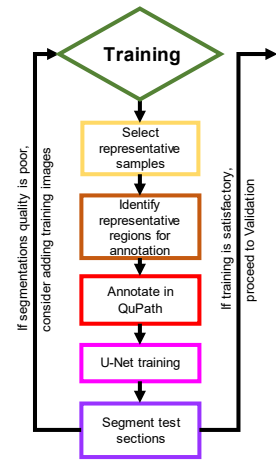 Training
Select
representative
samples
Identify
representative
regions for
annotation
Annotate in
QuPath
U-Net training
Segment test
sections
If segmentations quality is poor,
consider adding training images
If training is satisfactory,
proceed to Validation